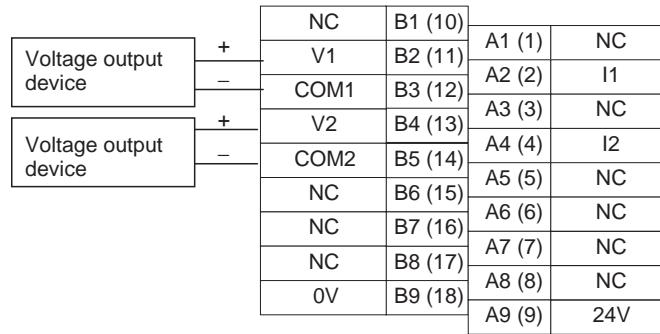 Voltage output
device
+
−
Voltage output
device
+
−
NC B1 (10)
V1 B2 (11)
COM1 B3 (12)
V2 B4 (13)
COM2 B5 (14)
NC B6 (15)
NC B7 (16)
NC B8 (17)
0V B9 (18)
A1 (1) NC
A2 (2) I1
A3 (3) NC
A4 (4) I2
A5 (5) NC
A6 (6) NC
A7 (7) NC
A8 (8) NC
A9 (9) 24V